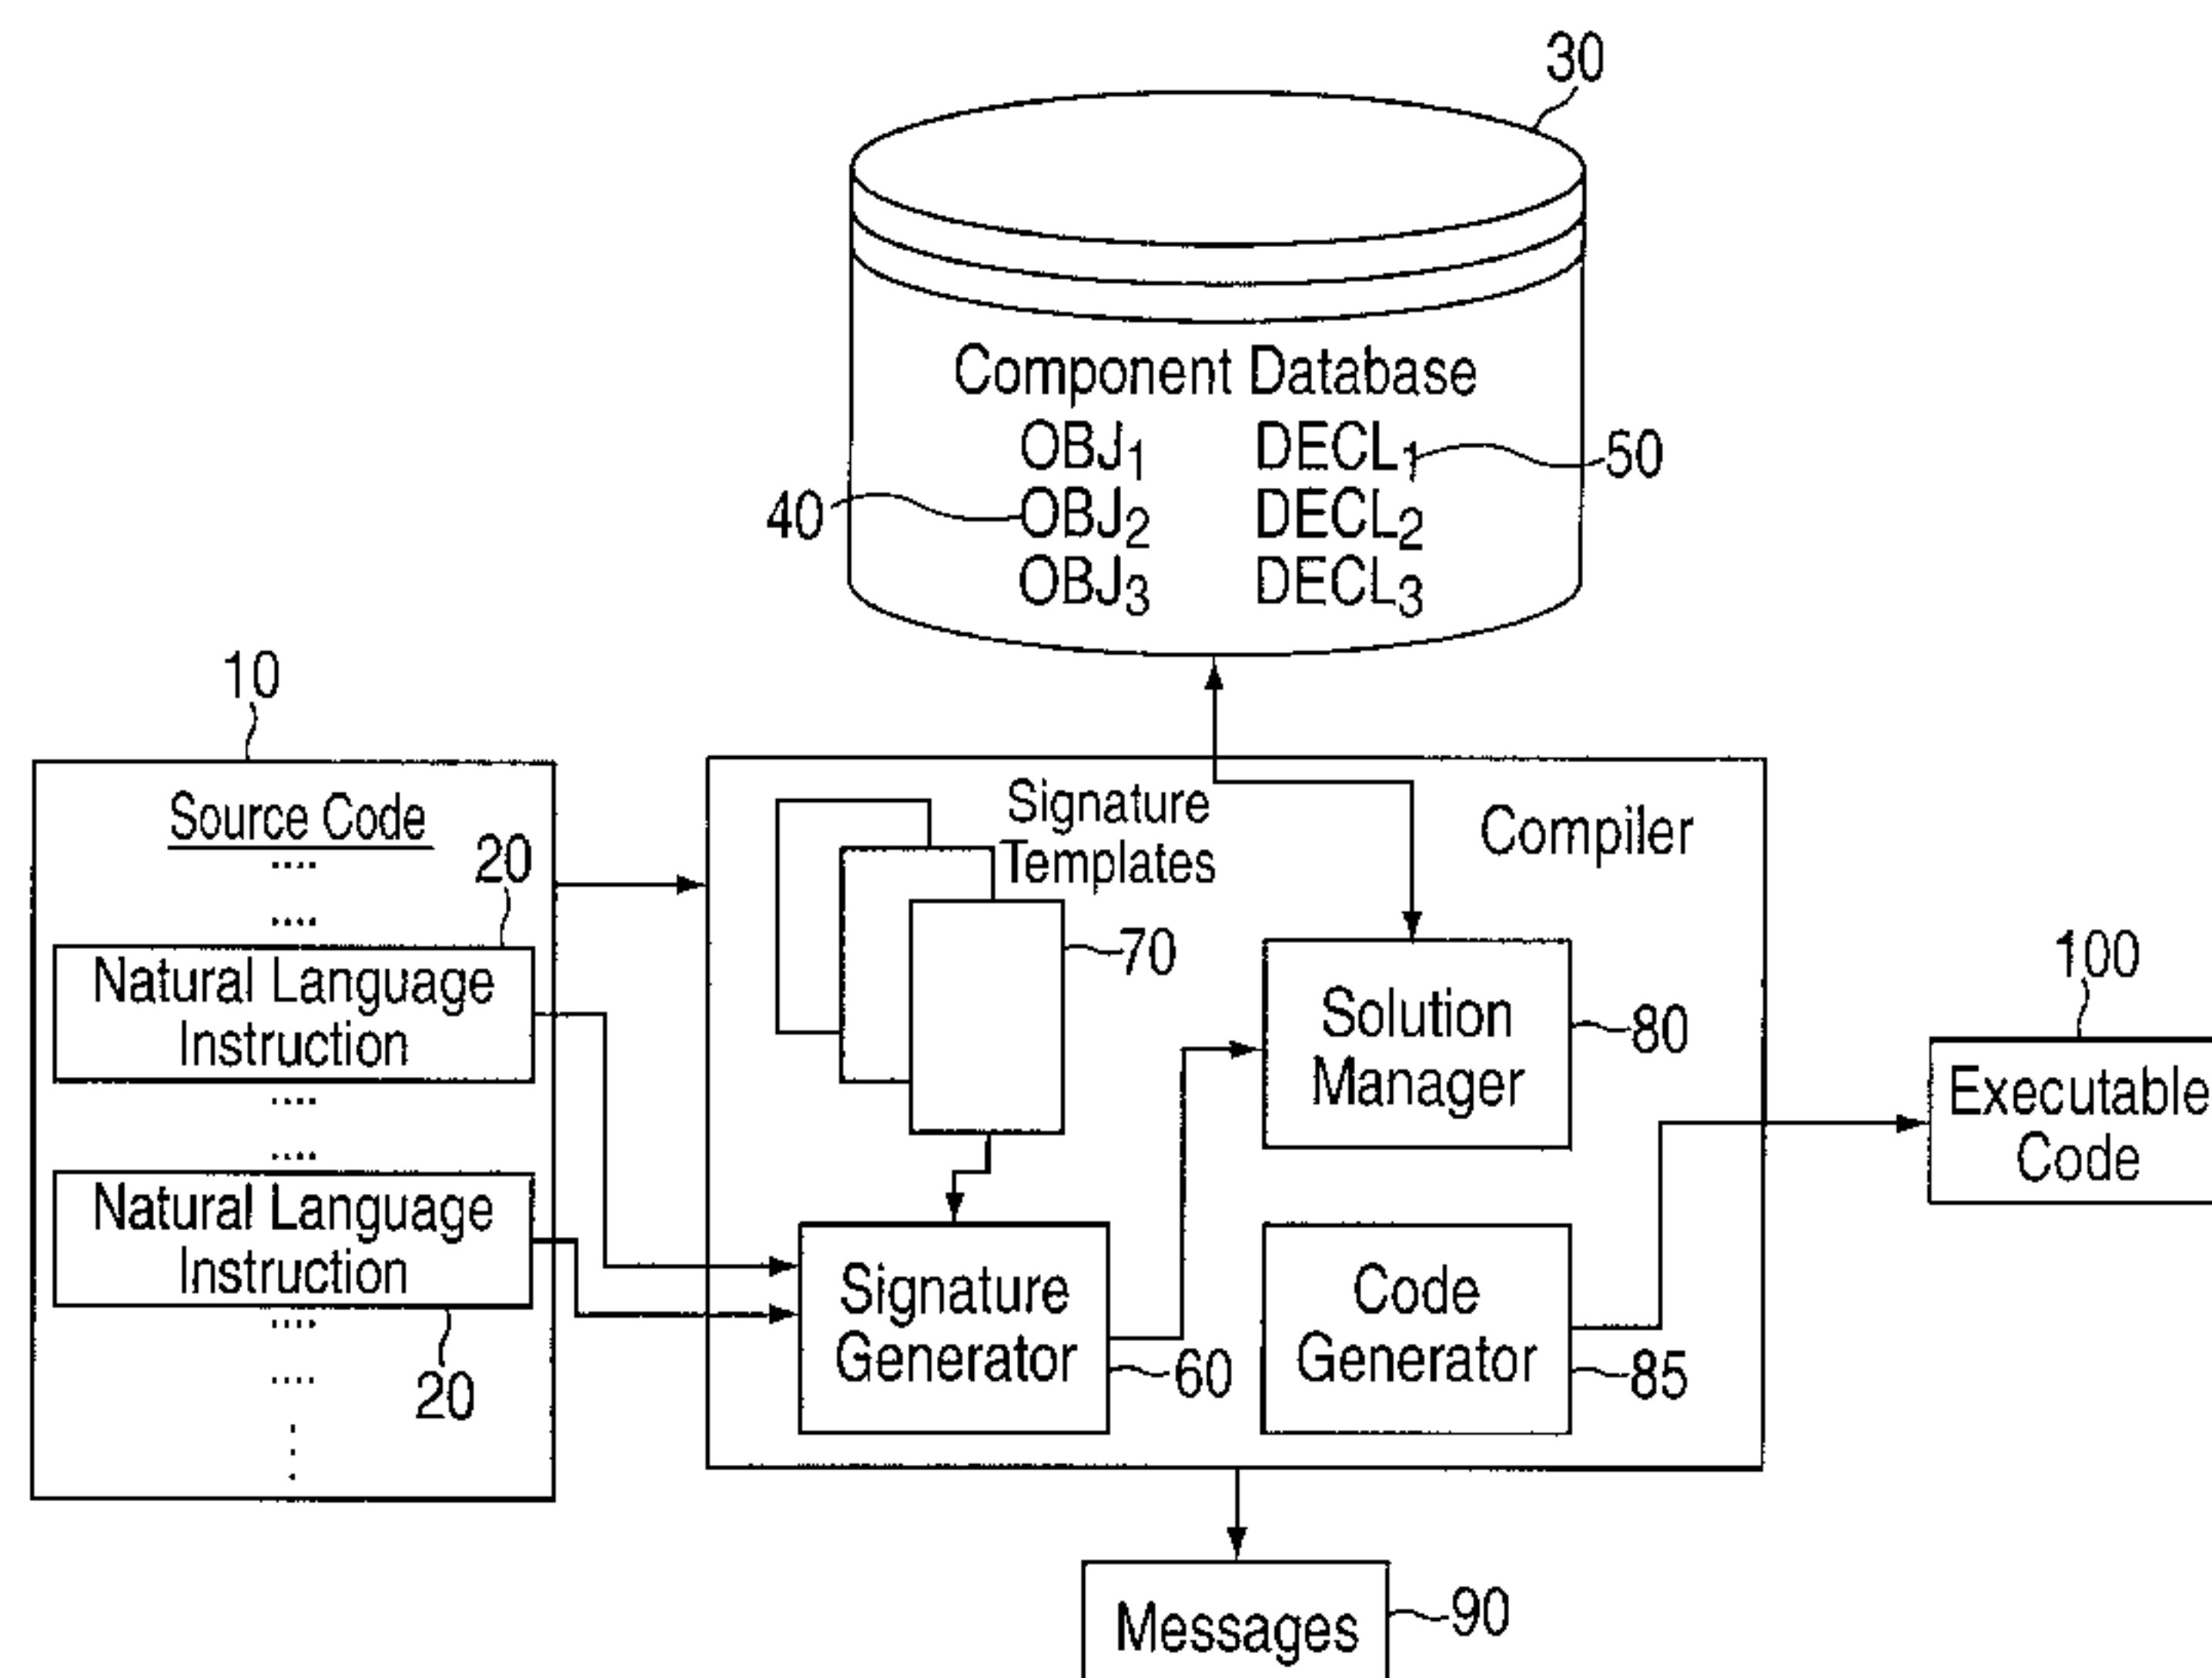 30
Component Database
OBJ1 DECL1 50
40 OBJ2 DECL2
OBJ3 DECL3
10
Source Code
....
20
....
Natural Language
Instruction
....
....
Natural Language
Instruction
....
20
....
Signature
Templates
Compiler
70
Solution
Manager
80
100
Executable
Code
Signature
Generator
60
Code
Generator
85
Messages
90